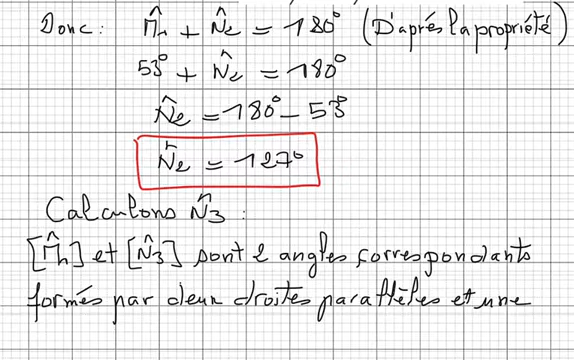 Donc: M̂₁ + N̂₂ = 180° (D'après la propriété)
53° + N̂₂ = 180°
N̂₂ = 180° - 53°
N̂₂ = 127°
Calculons N̂₃ :
[M̂₁] et [N̂₃] sont 2 angles correspondants
formés par deux droites parallèles et une